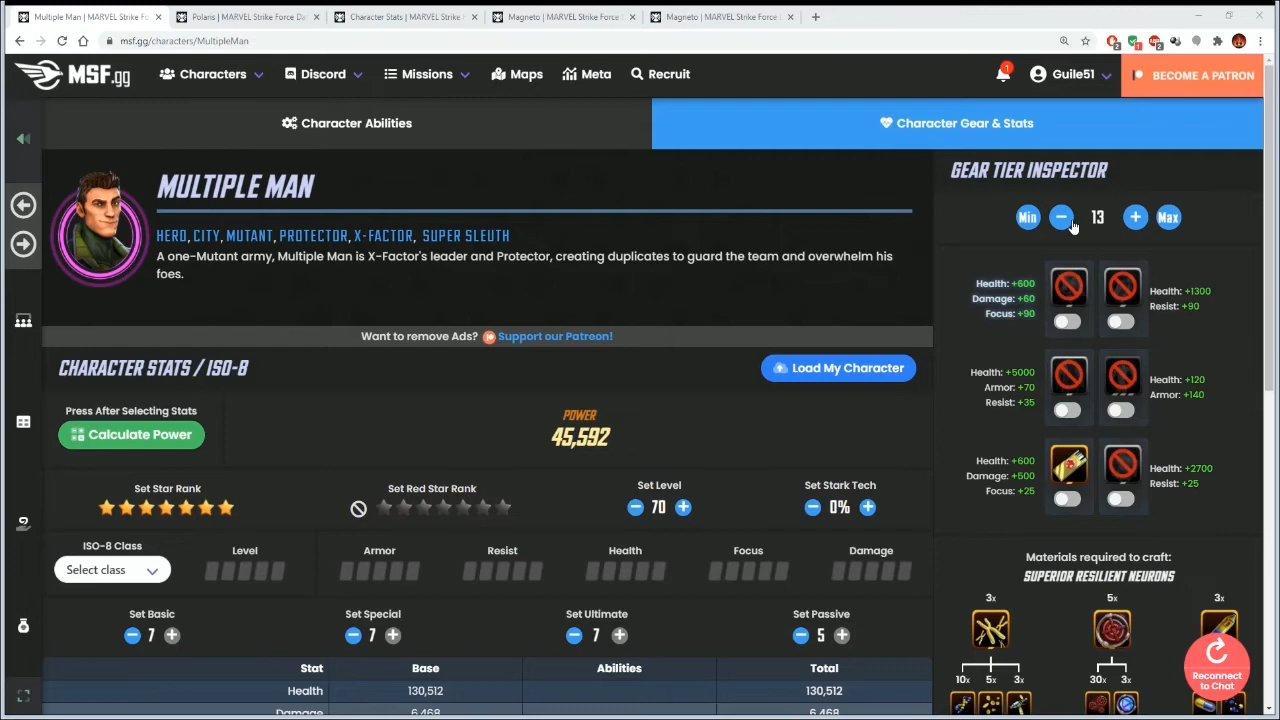 Multiple Man | MARVEL Strike Fo
Polaris | MARVEL Strike Force Da
Character Stats | MARVEL Strike
Magneto | MARVEL Strike Force
Magneto | MARVEL Strike Force
msf.gg/characters/MultipleMan
MSF.gg
Characters
Discord
Missions
Maps
Meta
Recruit
1
Guile51
BECOME A PATRON
Character Abilities
Character Gear & Stats
MULTIPLE MAN
HERO, CITY, MUTANT, PROTECTOR, X-FACTOR, SUPER SLEUTH
A one-Mutant army, Multiple Man is X-Factor's leader and Protector, creating duplicates to guard the team and overwhelm his
foes.
Want to remove Ads? Support our Patreon!
CHARACTER STATS / ISO-8
Load My Character
Press After Selecting Stats
Calculate Power
POWER
45,592
Set Star Rank
Set Red Star Rank
Set Level
70
Set Stark Tech
0%
ISO-8 Class
Select class
Level
Armor
Resist
Health
Focus
Damage
Set Basic
7
Set Special
7
Set Ultimate
7
Set Passive
5
Stat Base Abilities Total
Health 130,512 130,512
Damage 6,468 6,468
GEAR TIER INSPECTOR
Min 13 Max
Health: +600
Damage: +60
Focus: +90
Health: +1300
Resist: +90
Health: +5000
Armor: +70
Resist: +35
Health: +120
Armor: +140
Health: +600
Damage: +500
Focus: +25
Health: +2700
Resist: +25
Materials required to craft:
SUPERIOR RESILIENT NEURONS
3x 5x 3x
10x 5x 3x 30x 3x
Reconnect
to Chat